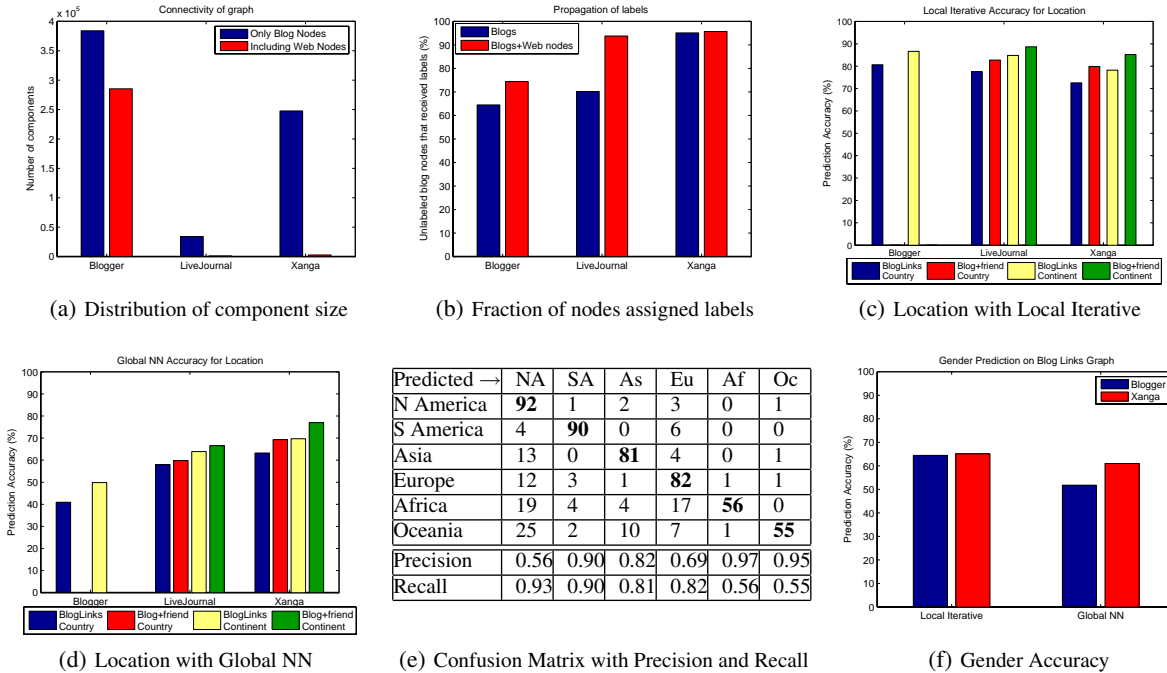 Connectivity of graph
4 x 10^5
3.5
3
2.5
2
1.5
1
0.5
0
Number of components
Only Blog Nodes
Including Web Nodes
Blogger LiveJournal Xanga
(a) Distribution of component size
Propagation of labels
100
90
80
70
60
50
40
30
20
10
0
Unlabeled blog nodes that received labels (%)
Blogs
Blogs+Web nodes
Blogger LiveJournal Xanga
(b) Fraction of nodes assigned labels
Local Iterative Accuracy for Location
100
90
80
70
60
50
40
30
20
10
0
Prediction Accuracy (%)
Blogger LiveJournal Xanga
BlogLinks Country
Blog+friend Country
BlogLinks Continent
Blog+friend Continent
(c) Location with Local Iterative
Global NN Accuracy for Location
100
90
80
70
60
50
40
30
20
10
0
Prediction Accuracy (%)
Blogger LiveJournal Xanga
BlogLinks Country
Blog+friend Country
BlogLinks Continent
Blog+friend Continent
(d) Location with Global NN
Predicted → NA SA As Eu Af Oc
N America 92 1 2 3 0 1
S America 4 90 0 6 0 0
Asia 13 0 81 4 0 1
Europe 12 3 1 82 1 1
Africa 19 4 4 17 56 0
Oceania 25 2 10 7 1 55
Precision 0.56 0.90 0.82 0.69 0.97 0.95
Recall 0.93 0.90 0.81 0.82 0.56 0.55
(e) Confusion Matrix with Precision and Recall
Gender Prediction on Blog Links Graph
100
90
80
70
60
50
40
30
20
10
0
Prediction Accuracy (%)
Blogger
Xanga
Local Iterative Global NN
(f) Gender Accuracy